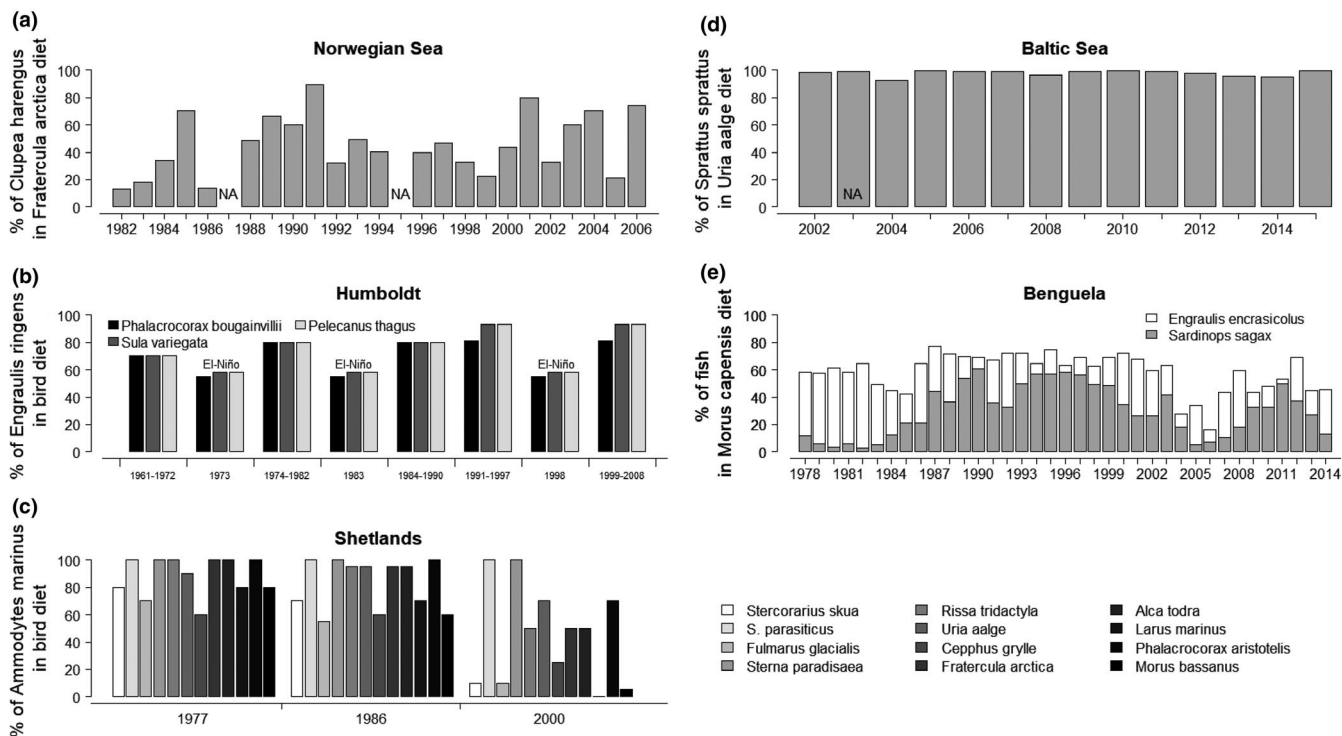 (a)
Norwegian Sea
% of Clupea harengus
in Fratercula arctica diet
100
80
60
40
20
0
NA
NA
1982 1984 1986 1988 1990 1992 1994 1996 1998 2000 2002 2004 2006
(b)
Humboldt
% of Engraulis ringens
in bird diet
100
80
60
40
20
0
Phalacrocorax bougainvillii
Pelecanus thagus
Sula variegata
El-Niño
El-Niño
El-Niño
1961-1972 1973 1974-1982 1983 1984-1990 1991-1997 1998 1999-2008
(c)
Shetlands
% of Ammodytes marinus
in bird diet
100
80
60
40
20
0
1977 1986 2000
(d)
Baltic Sea
% of Sprattus sprattus
in Uria aalge diet
100
80
60
40
20
0
NA
2002 2004 2006 2008 2010 2012 2014
(e)
Benguela
% of fish
in Morus capensis diet
100
80
60
40
20
0
Engraulis encrasicolus
Sardinops sagax
1978 1981 1984 1987 1990 1993 1996 1999 2002 2005 2008 2011 2014
Stercorarius skua
S. parasiticus
Fulmarus glacialis
Sterna paradisaea
Rissa tridactyla
Uria aalge
Cepphus grylle
Fratercula arctica
Alca todra
Larus marinus
Phalacrocorax aristotelis
Morus bassanus